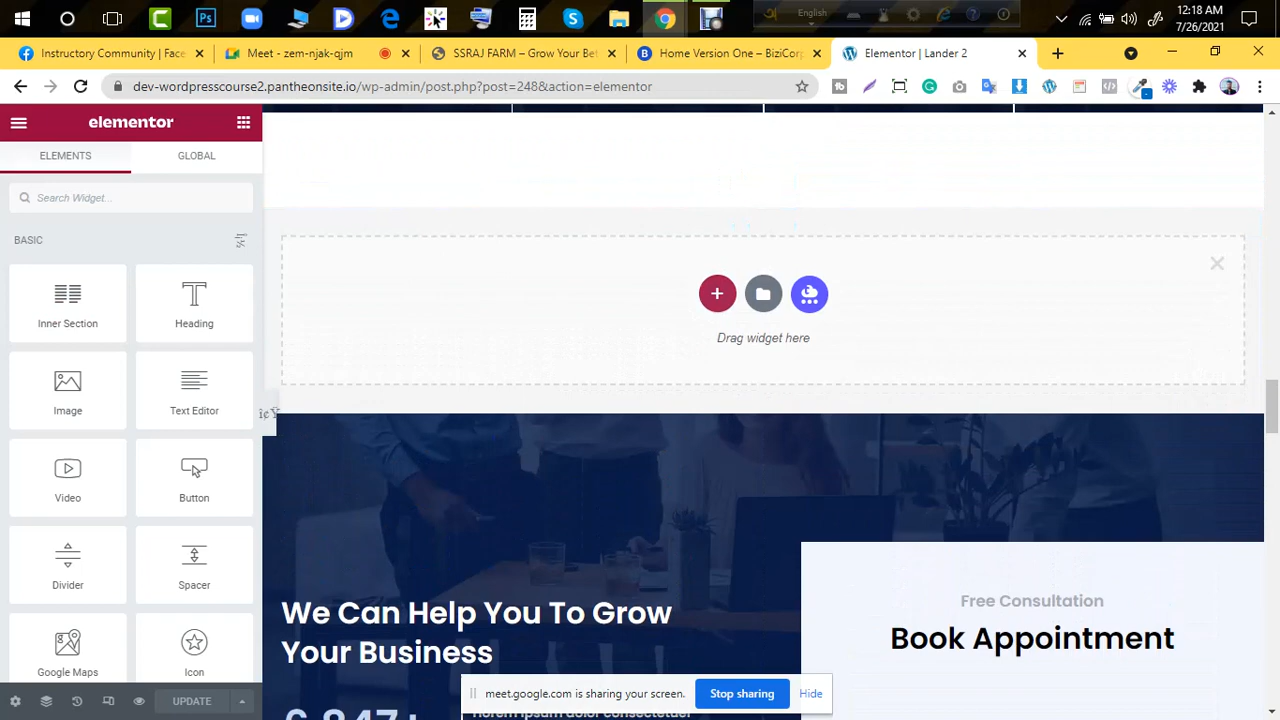 English
12:18 AM
7/26/2021
Instructory Community | Face
Meet - zem-njak-qjm
SSRAJ FARM – Grow Your Bet
Home Version One – BiziCorp
Elementor | Lander 2
dev-wordpresscourse2.pantheonsite.io/wp-admin/post.php?post=248&action=elementor
elementor
ELEMENTS
GLOBAL
Search Widget...
BASIC
Inner Section
Heading
Image
Text Editor
Video
Button
Divider
Spacer
Google Maps
Icon
UPDATE
Drag widget here
We Can Help You To Grow
Your Business
Free Consultation
Book Appointment
meet.google.com is sharing your screen.
Stop sharing
Hide